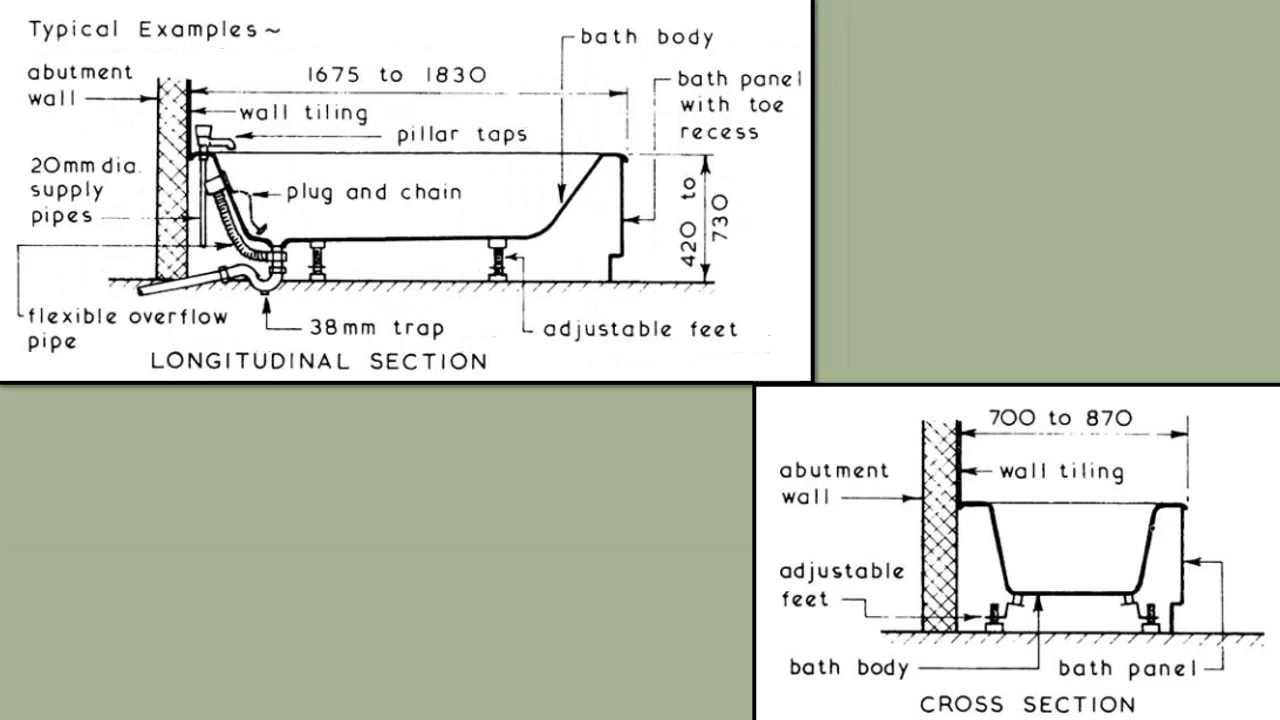 Typical Examples ~
bath body
abutment
wall
1675 to 1830
bath panel
with toe
recess
wall tiling
pillar taps
20mm dia.
supply
pipes
plug and chain
420 to
730
flexible overflow
pipe
38mm trap
adjustable feet
LONGITUDINAL SECTION
700 to 870
abutment
wall
wall tiling
adjustable
feet
bath body
bath panel
CROSS SECTION